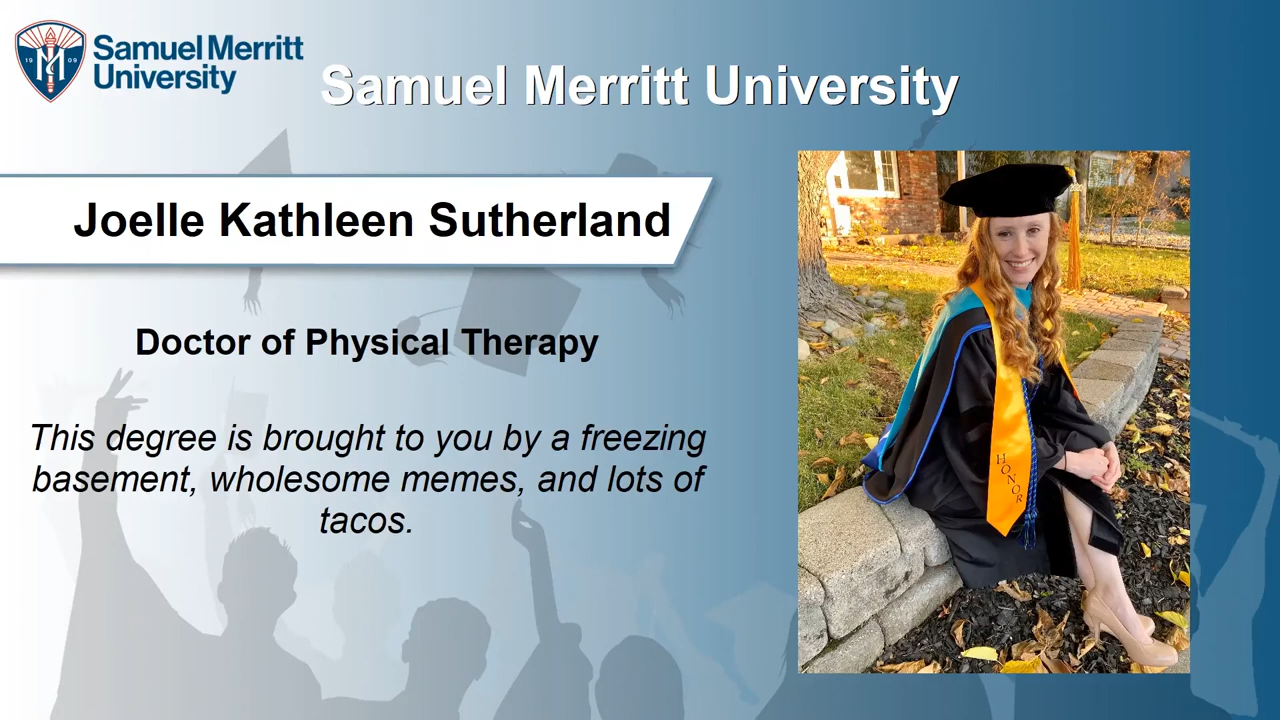 Samuel Merritt
University
19 09
Samuel Merritt University
Joelle Kathleen Sutherland
Doctor of Physical Therapy
This degree is brought to you by a freezing
basement, wholesome memes, and lots of
tacos.
HONOR